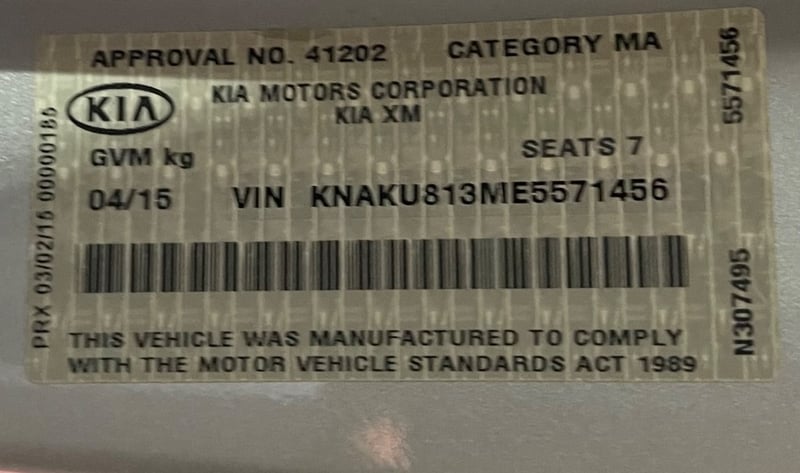 APPROVAL NO. 41202 CATEGORY MA
KIA KIA MOTORS CORPORATION
KIA XM
GVM kg SEATS 7
04/15 VIN KNAKU813ME5571456
THIS VEHICLE WAS MANUFACTURED TO COMPLY
WITH THE MOTOR VEHICLE STANDARDS ACT 1989
PRX 03/02/15 00000186
5571456
N307495